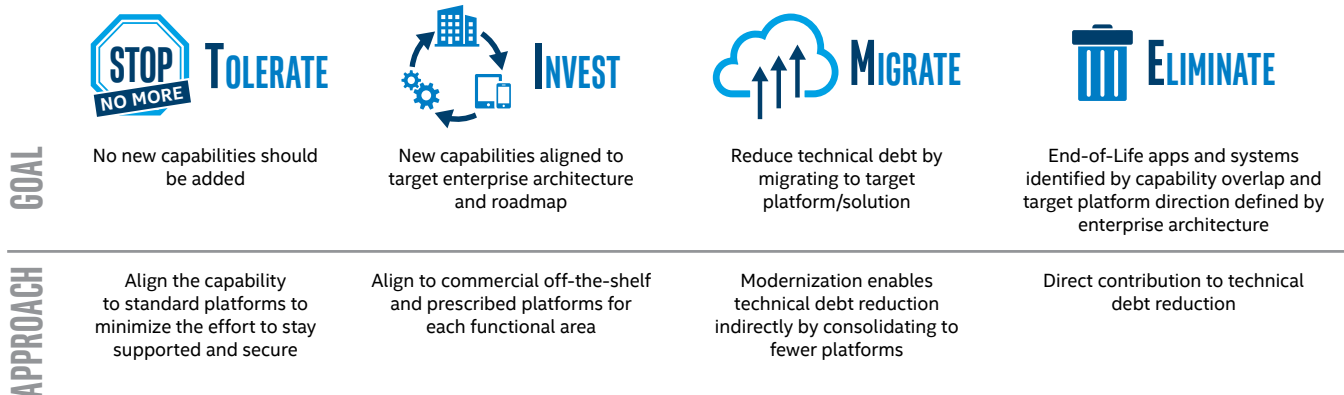 STOP
NO MORE
TOLERATE
INVEST
MIGRATE
ELIMINATE
GOAL
No new capabilities should
be added
New capabilities aligned to
target enterprise architecture
and roadmap
Reduce technical debt by
migrating to target
platform/solution
End-of-Life apps and systems
identified by capability overlap and
target platform direction defined by
enterprise architecture
APPROACH
Align the capability
to standard platforms to
minimize the effort to stay
supported and secure
Align to commercial off-the-shelf
and prescribed platforms for
each functional area
Modernization enables
technical debt reduction
indirectly by consolidating to
fewer platforms
Direct contribution to technical
debt reduction